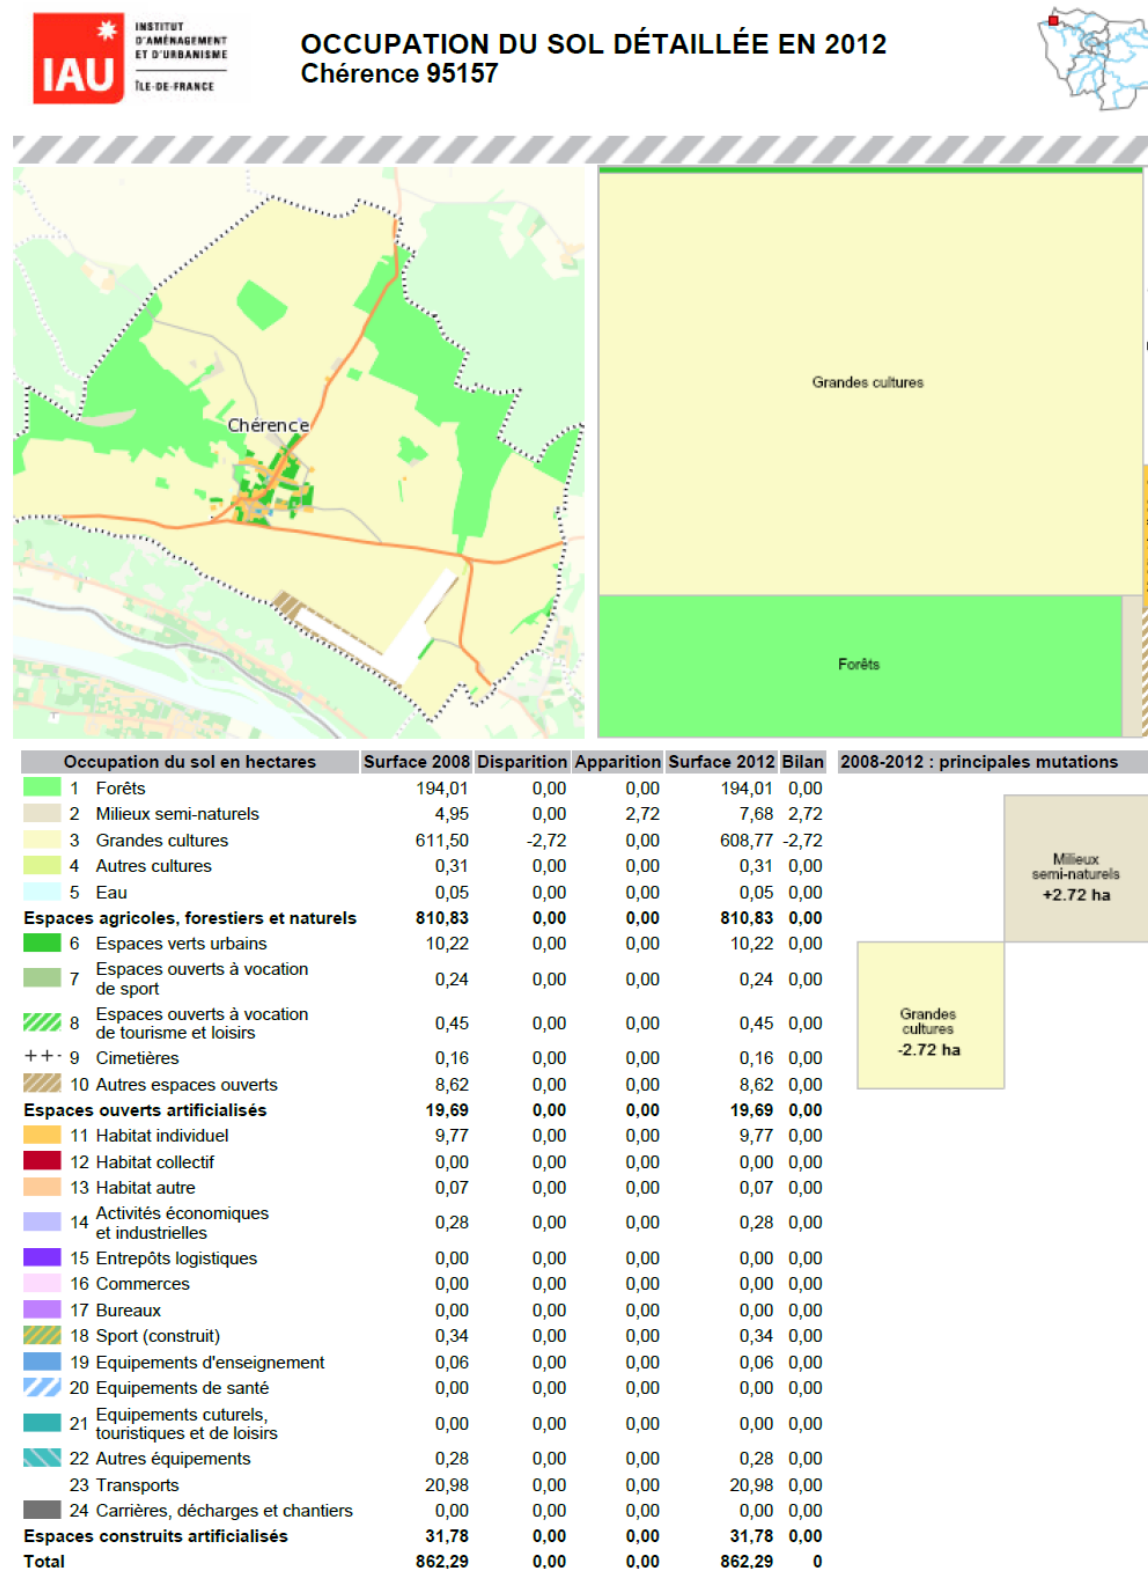 INSTITUT
D'AMÉNAGEMENT
ET D'URBANISME
IAU
ÎLE-DE-FRANCE
OCCUPATION DU SOL DÉTAILLÉE EN 2012
Chérence 95157
Chérence
Grandes cultures
Forêts
Occupation du sol en hectares Surface 2008 Disparition Apparition Surface 2012 Bilan
1 Forêts 194,01 0,00 0,00 194,01 0,00
2 Milieux semi-naturels 4,95 0,00 2,72 7,68 2,72
3 Grandes cultures 611,50 -2,72 0,00 608,77 -2,72
4 Autres cultures 0,31 0,00 0,00 0,31 0,00
5 Eau 0,05 0,00 0,00 0,05 0,00
Espaces agricoles, forestiers et naturels 810,83 0,00 0,00 810,83 0,00
6 Espaces verts urbains 10,22 0,00 0,00 10,22 0,00
7 Espaces ouverts à vocation
de sport 0,24 0,00 0,00 0,24 0,00
8 Espaces ouverts à vocation
de tourisme et loisirs 0,45 0,00 0,00 0,45 0,00
9 Cimetières 0,16 0,00 0,00 0,16 0,00
10 Autres espaces ouverts 8,62 0,00 0,00 8,62 0,00
Espaces ouverts artificialisés 19,69 0,00 0,00 19,69 0,00
11 Habitat individuel 9,77 0,00 0,00 9,77 0,00
12 Habitat collectif 0,00 0,00 0,00 0,00 0,00
13 Habitat autre 0,07 0,00 0,00 0,07 0,00
14 Activités économiques
et industrielles 0,28 0,00 0,00 0,28 0,00
15 Entrepôts logistiques 0,00 0,00 0,00 0,00 0,00
16 Commerces 0,00 0,00 0,00 0,00 0,00
17 Bureaux 0,00 0,00 0,00 0,00 0,00
18 Sport (construit) 0,34 0,00 0,00 0,34 0,00
19 Equipements d'enseignement 0,06 0,00 0,00 0,06 0,00
20 Equipements de santé 0,00 0,00 0,00 0,00 0,00
21 Equipements cuturels,
touristiques et de loisirs 0,00 0,00 0,00 0,00 0,00
22 Autres équipements 0,28 0,00 0,00 0,28 0,00
23 Transports 20,98 0,00 0,00 20,98 0,00
24 Carrières, décharges et chantiers 0,00 0,00 0,00 0,00 0,00
Espaces construits artificialisés 31,78 0,00 0,00 31,78 0,00
Total 862,29 0,00 0,00 862,29 0
2008-2012 : principales mutations
Milieux
semi-naturels
+2.72 ha
Grandes
cultures
-2.72 ha